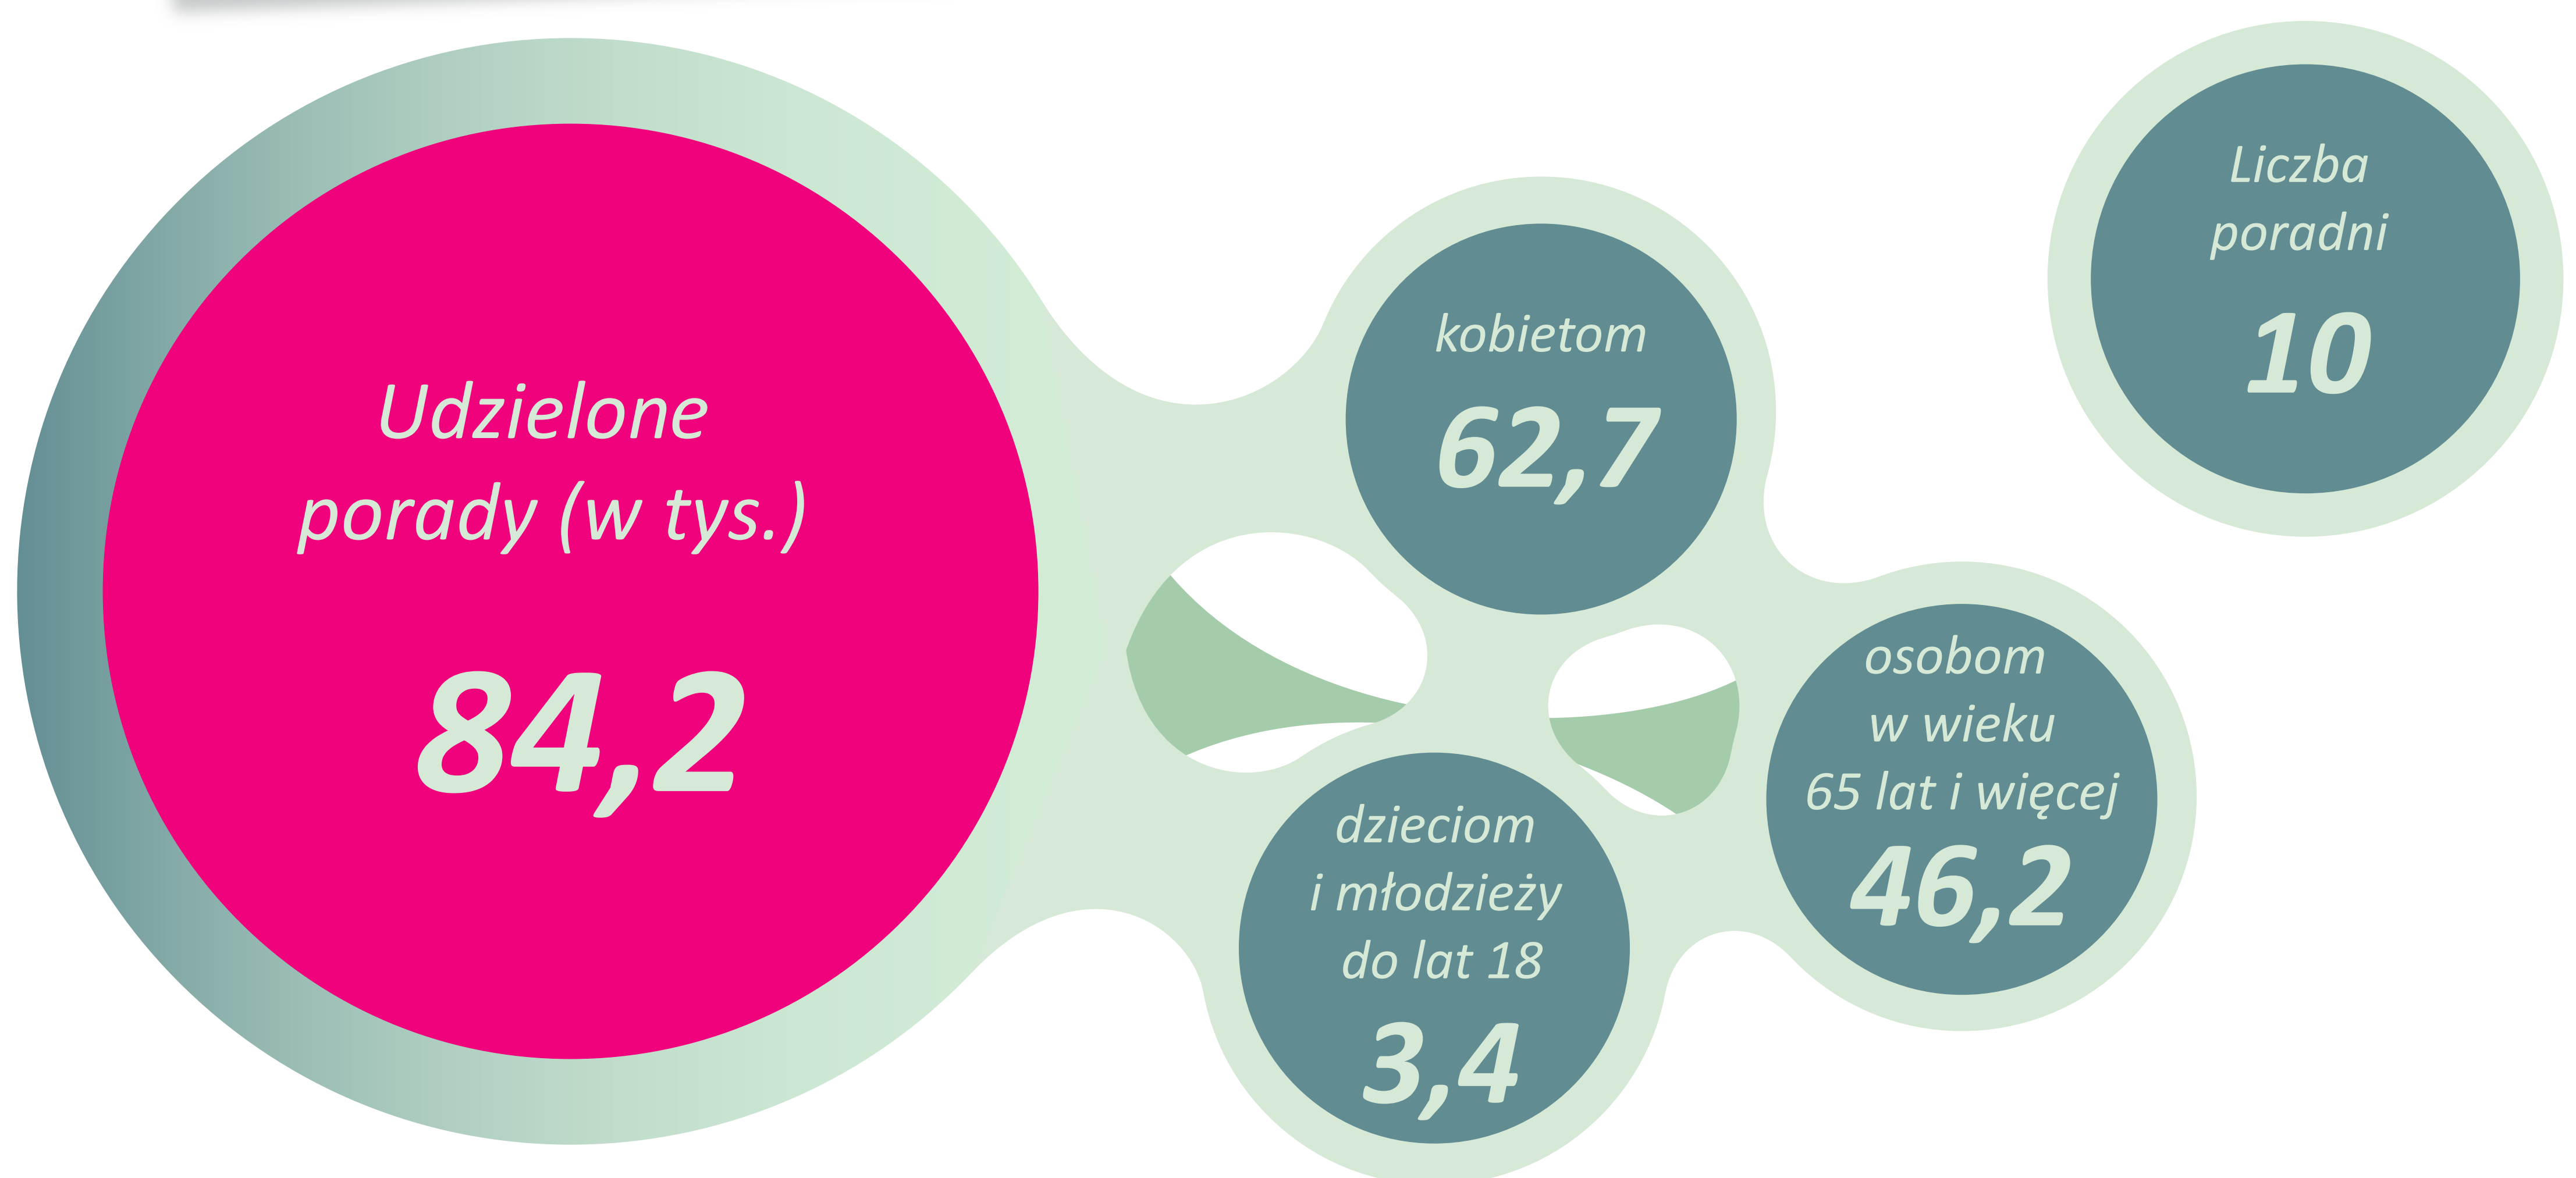 Udzielone
porady (w tys.)
84,2
kobietom
62,7
dzieciom
i młodzieży
do lat 18
3,4
osobom
w wieku
65 lat i więcej
46,2
Liczba
poradni
10